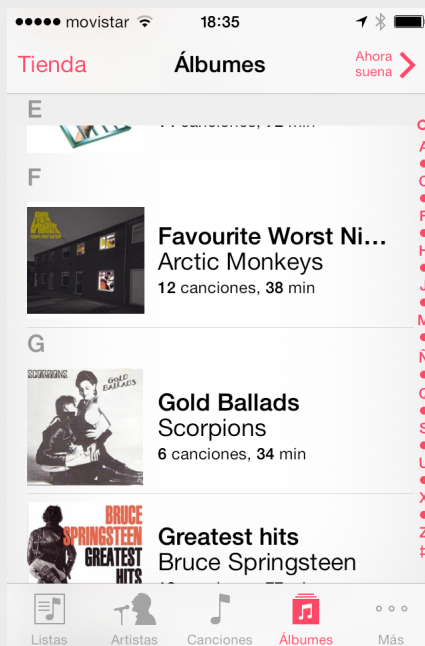 movistar 18:35
Tienda
Álbumes
Ahora
suena
E
canciones,
min
F
Favourite Worst Ni...
Arctic Monkeys
12 canciones, 38 min
G
SCORPIONS
GOLD
BALLADS
Gold Ballads
Scorpions
6 canciones, 34 min
BRUCE
SPRINGSTEEN
GREATEST
HITS
Greatest hits
Bruce Springsteen
A
C
F
H
J
M
Ñ
Q
S
U
X
Z
#
Listas
Artistas
Canciones
Álbumes
Más